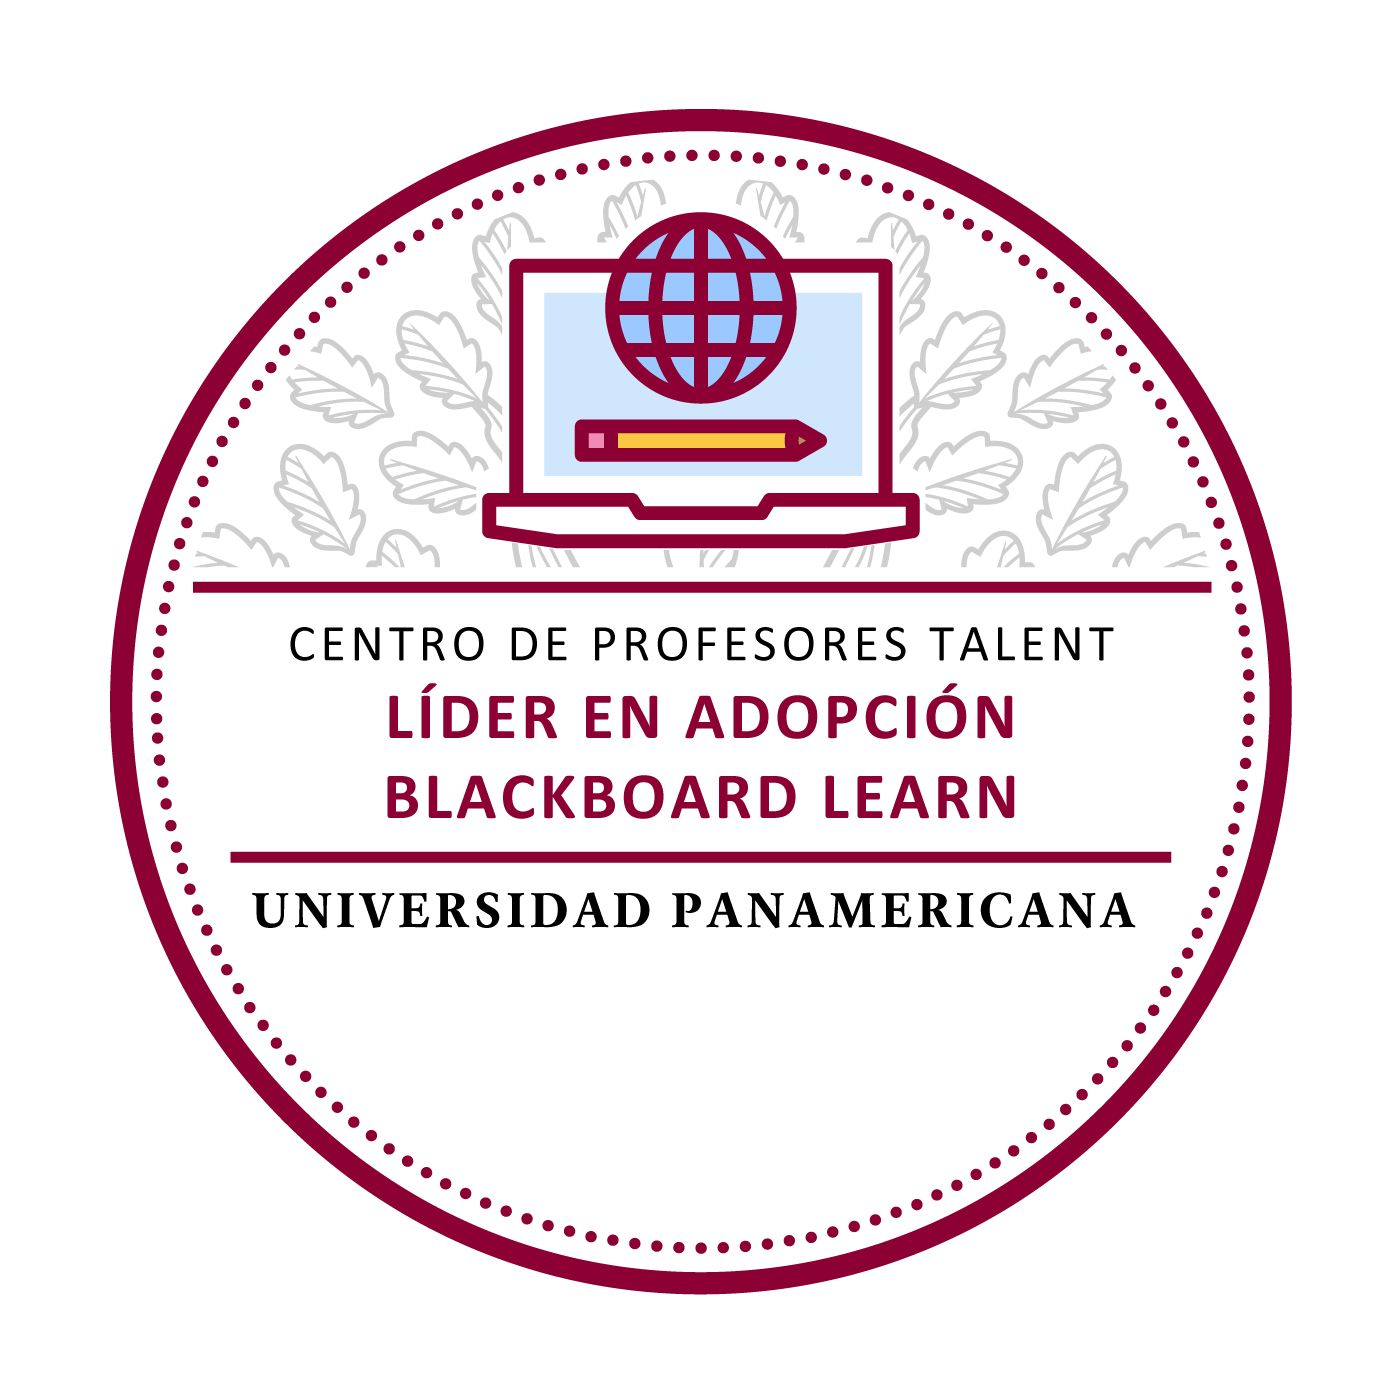 CENTRO DE PROFESORES TALENT
LÍDER EN ADOPCIÓN
BLACKBOARD LEARN
UNIVERSIDAD PANAMERICANA